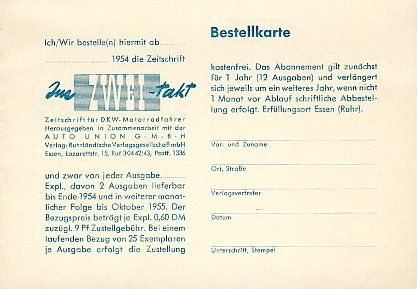 Ich/Wir bestelle(n) hiermit ab..........
.................... 1954 die Zeitschrift
Im ZWEI-takt
Zeitschrift für DKW-Motorradfahrer
Herausgegeben in Zusammenarbeit mit der
AUTO UNION G·M·B·H
Verlag: Ruhrländische Verlagsgesellschaft m·b·H
Essen, Lazarettstr. 15, Ruf 30442/43, Postf. 1336
und zwar von jeder Ausgabe..........
Expl., davon 2 Ausgaben lieferbar
bis Ende 1954 und in weiterer monat-
licher Folge bis Oktober 1955. Der
Bezugspreis beträgt je Expl. 0,60 DM
zuzügl. 9 Pf Zustellgebühr. Bei einem
laufenden Bezug von 25 Exemplaren
je Ausgabe erfolgt die Zustellung
Bestellkarte
kostenfrei. Das Abonnement gilt zunächst
für 1 Jahr (12 Ausgaben) und verlängert
sich jeweils um ein weiteres Jahr, wenn nicht
1 Monat vor Ablauf schriftliche Abbestel-
lung erfolgt. Erfüllungsort Essen (Ruhr).
Vor- und Zuname
Ort, Straße
Verlagsvertreter
Datum
Unterschrift, Stempel